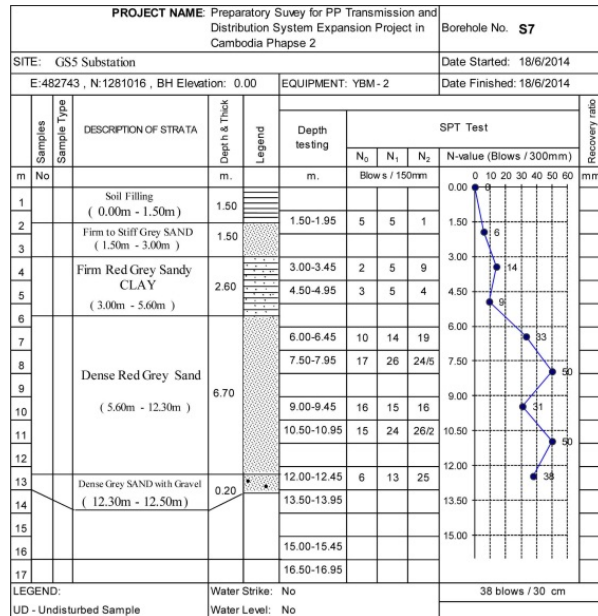 PROJECT NAME: Preparatory Suvey for PP Transmission and
Distribution System Expansion Project in
Cambodia Phapse 2
Borehole No. S7
SITE: GS5 Substation
Date Started: 18/6/2014
E:482743 , N:1281016 , BH Elevation: 0.00
EQUIPMENT: YBM - 2
Date Finished: 18/6/2014
Samples
Sample Type
DESCRIPTION OF STRATA
Depth & Thick
Legend
Depth
testing
SPT Test
Recovery ratio
N0 N1 N2 N-value (Blows / 300mm)
m No m. m. Blows / 150mm mm
0.00 0 10 20 30 40 50 60
0
1
Soil Filling
( 0.00m - 1.50m )
1.50
2
1.50-1.95 5 5 1
1.50
6
Firm to Stiff Grey SAND
( 1.50m - 3.00m )
1.50
3
4
Firm Red Grey Sandy
CLAY
( 3.00m - 5.60m )
2.60
3.00-3.45 2 5 9
3.00
14
5
4.50-4.95 3 5 4
4.50
9
6
6.00
7
6.00-6.45 10 14 19
33
8
7.50-7.95 17 26 24/5
7.50
50
Dense Red Grey Sand
( 5.60m - 12.30m )
6.70
9
9.00
10
9.00-9.45 16 15 16
31
11
10.50-10.95 15 24 26/2
10.50
50
12
12.00
13
Dense Grey SAND with Gravel
( 12.30m - 12.50m )
0.20
12.00-12.45 6 13 25
38
14
13.50-13.95
13.50
15
15.00
16
15.00-15.45
17
16.50-16.95
LEGEND:
Water Strike: No
38 blows / 30 cm
UD - Undisturbed Sample
Water Level: No